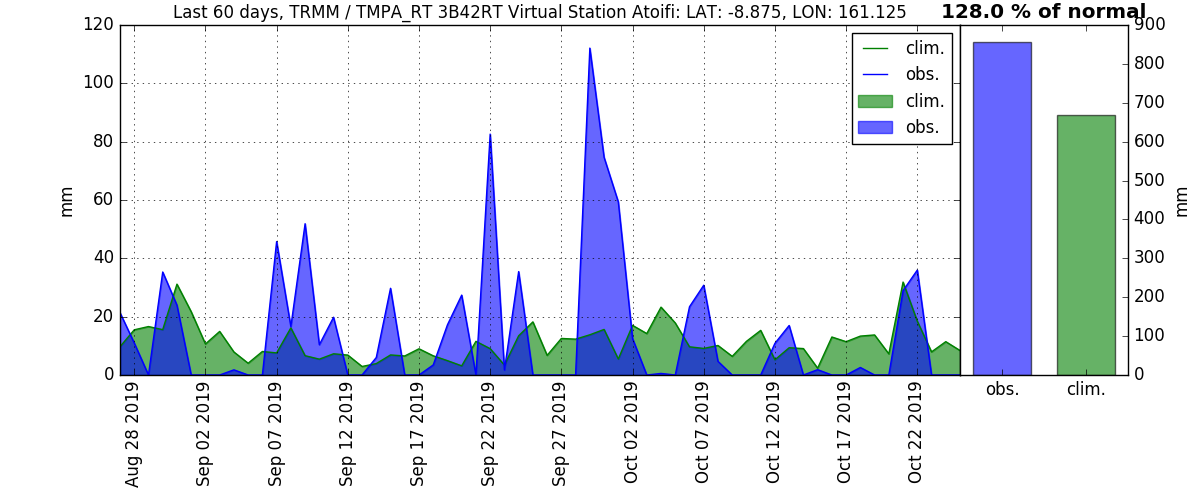 Last 60 days, TRMM / TMPA_RT 3B42RT Virtual Station Atoifi: LAT: -8.875, LON: 161.125
128.0 % of normal
120
100
80
60
40
20
0
mm
clim.
obs.
clim.
obs.
900
800
700
600
500
400
300
200
100
0
mm
Aug 28 2019
Sep 02 2019
Sep 07 2019
Sep 12 2019
Sep 17 2019
Sep 22 2019
Sep 27 2019
Oct 02 2019
Oct 07 2019
Oct 12 2019
Oct 17 2019
Oct 22 2019
obs.
clim.